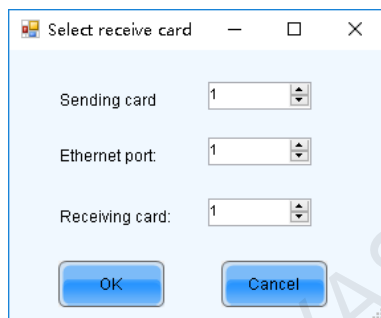 Select receive card
Sending card 1
Ethernet port: 1
Receiving card: 1
OK Cancel